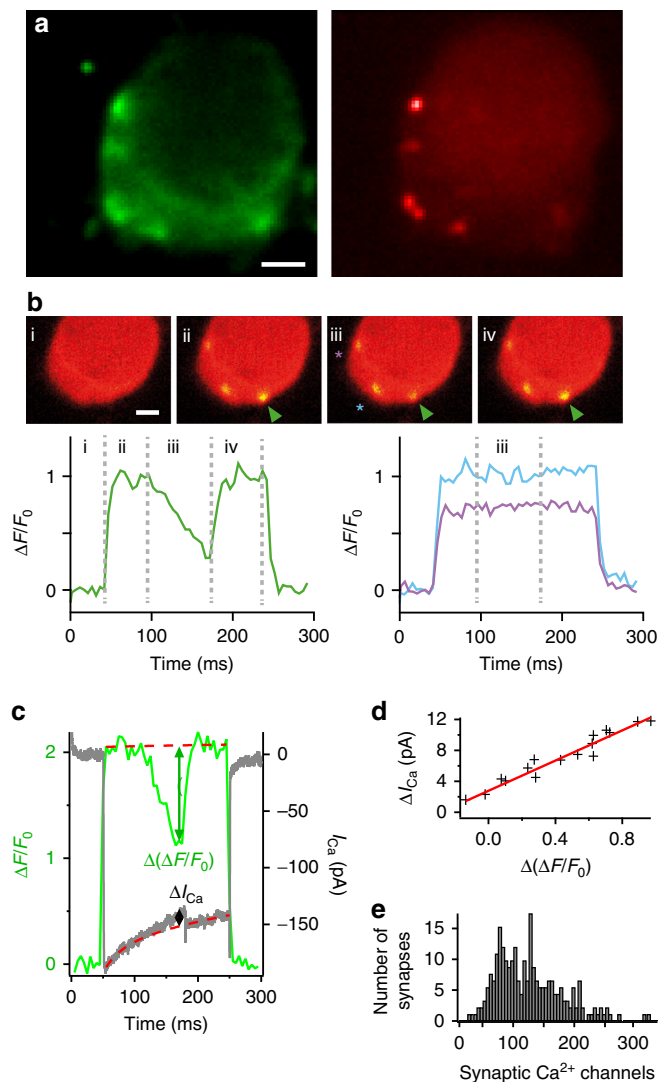 a
b
i
ii
iii
iv
*
*
i ii iii iv
iii
1
0
ΔF/F0
0 100 200 300
Time (ms)
1
0
ΔF/F0
0 100 200 300
Time (ms)
c
2
1
0
ΔF/F0
0
–50
–100
–150
ICa (pA)
Δ(ΔF/F0)
ΔICa
0 100 200 300
Time (ms)
d
12
8
4
0
ΔICa (pA)
0.0 0.4 0.8
Δ(ΔF/F0)
e
15
10
5
0
Number of
synapses
0 100 200 300
Synaptic Ca2+ channels